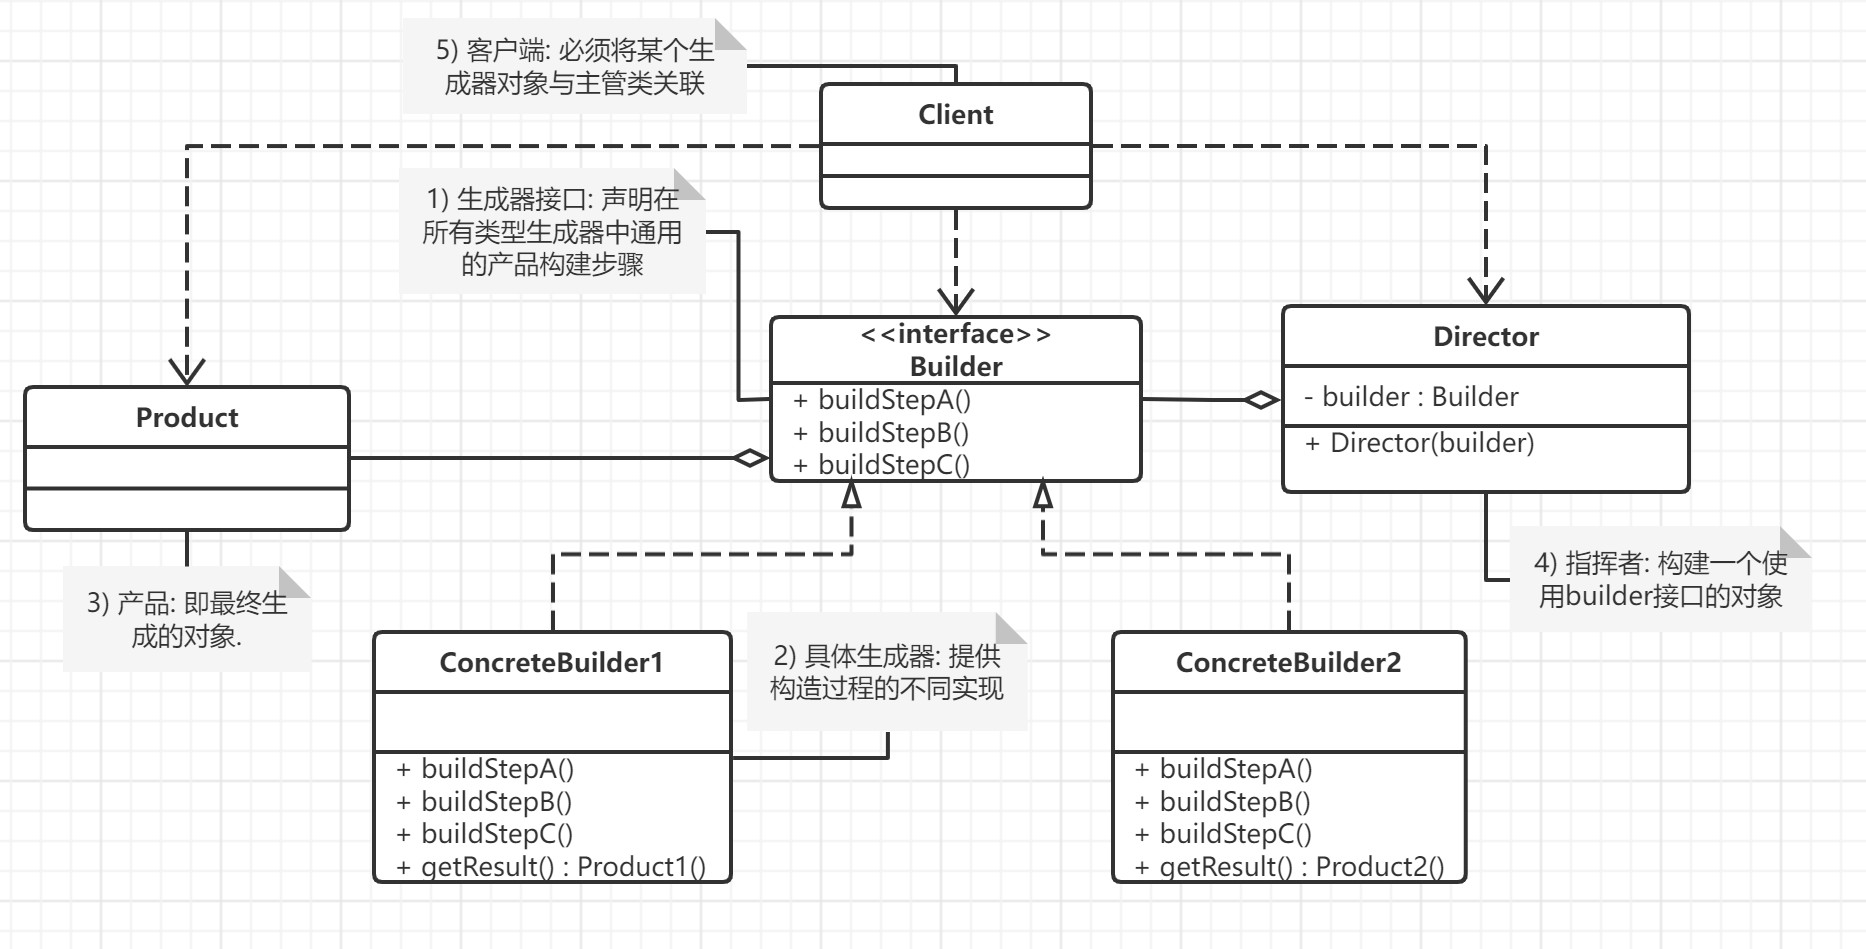 5) 客户端: 必须将某个生
成器对象与主管类关联
Client
1) 生成器接口: 声明在
所有类型生成器中通用
的产品构建步骤
<<interface>>
Builder
+ buildStepA()
+ buildStepB()
+ buildStepC()
Director
- builder : Builder
+ Director(builder)
Product
3) 产品: 即最终生
成的对象.
4) 指挥者: 构建一个使
用builder接口的对象
ConcreteBuilder1
+ buildStepA()
+ buildStepB()
+ buildStepC()
+ getResult() : Product1()
2) 具体生成器: 提供
构造过程的不同实现
ConcreteBuilder2
+ buildStepA()
+ buildStepB()
+ buildStepC()
+ getResult() : Product2()